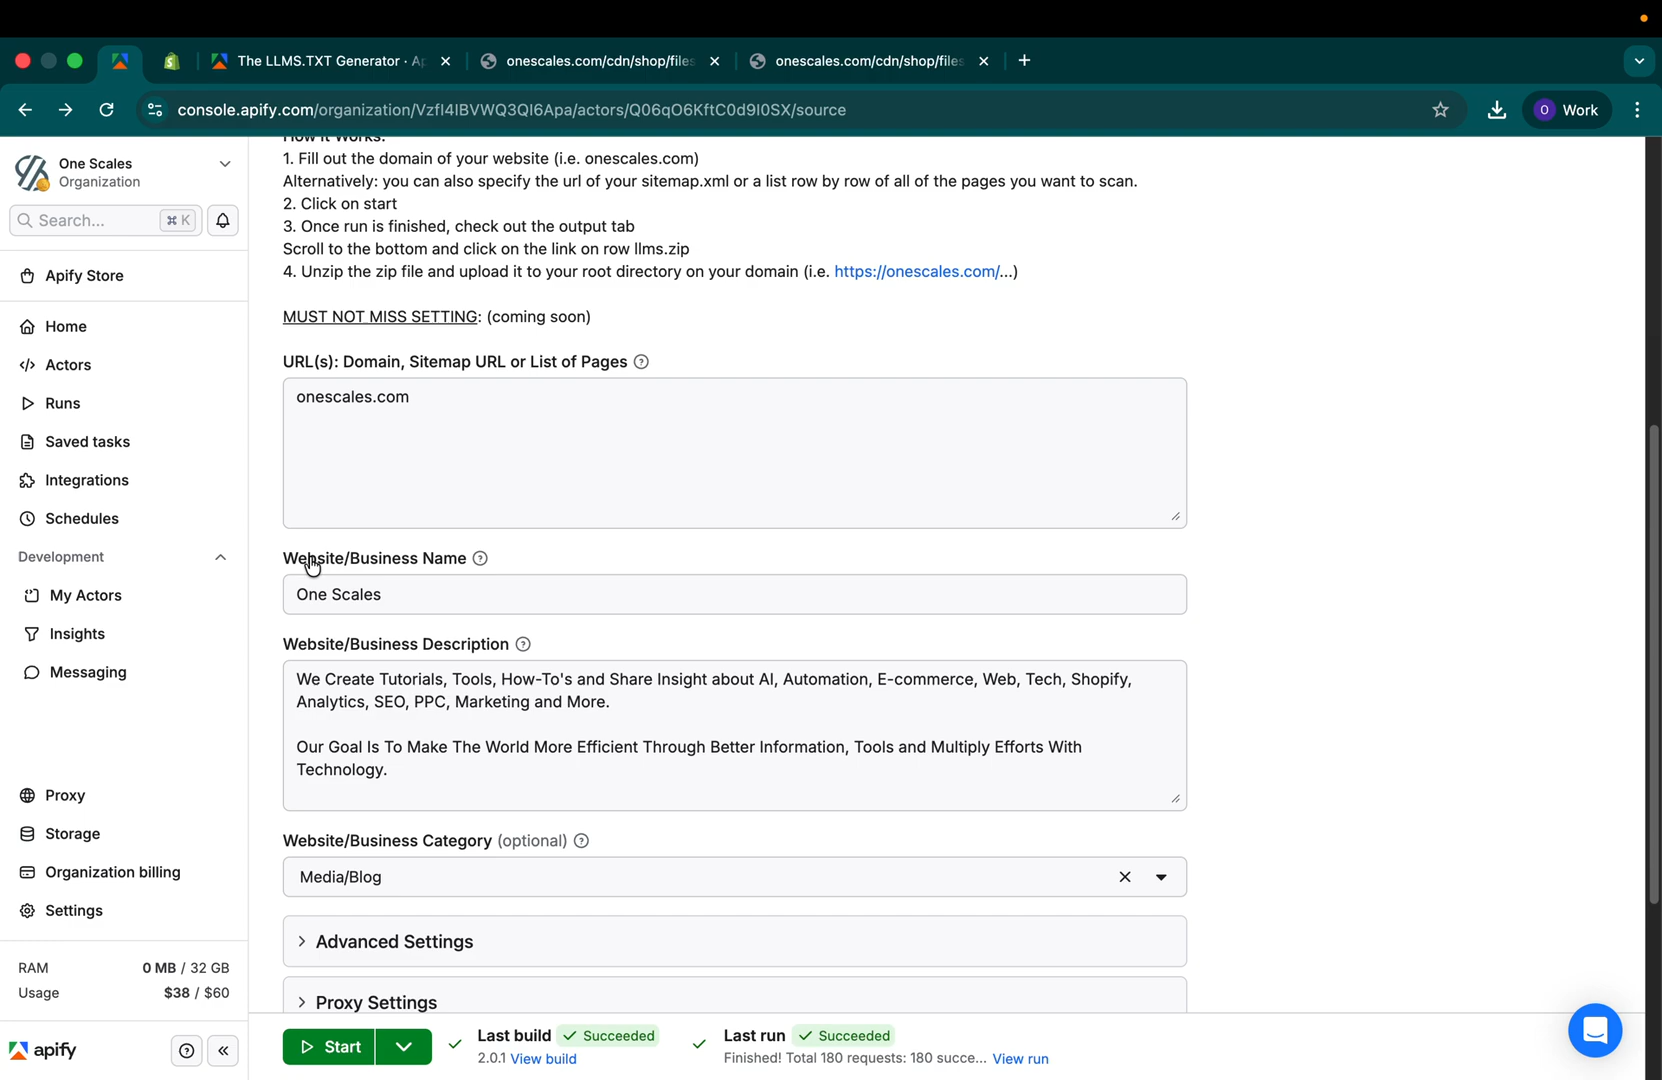 The LLMS.TXT Generator · Ap
onescales.com/cdn/shop/files
onescales.com/cdn/shop/files
console.apify.com/organization/VzfI4IBVWQ3QI6Apa/actors/Q06qO6KftC0d9I0SX/source
O Work
One Scales
Organization
Search... ⌘ K
Apify Store
Home
Actors
Runs
Saved tasks
Integrations
Schedules
Development
My Actors
Insights
Messaging
Proxy
Storage
Organization billing
Settings
RAM 0 MB / 32 GB
Usage $38 / $60
apify
How It Works:
1. Fill out the domain of your website (i.e. onescales.com)
Alternatively: you can also specify the url of your sitemap.xml or a list row by row of all of the pages you want to scan.
2. Click on start
3. Once run is finished, check out the output tab
Scroll to the bottom and click on the link on row llms.zip
4. Unzip the zip file and upload it to your root directory on your domain (i.e. https://onescales.com/...)
MUST NOT MISS SETTING: (coming soon)
URL(s): Domain, Sitemap URL or List of Pages
onescales.com
Website/Business Name
One Scales
Website/Business Description
We Create Tutorials, Tools, How-To's and Share Insight about AI, Automation, E-commerce, Web, Tech, Shopify,
Analytics, SEO, PPC, Marketing and More.
Our Goal Is To Make The World More Efficient Through Better Information, Tools and Multiply Efforts With
Technology.
Website/Business Category (optional)
Media/Blog
Advanced Settings
Proxy Settings
Start
Last build Succeeded
2.0.1 View build
Last run Succeeded
Finished! Total 180 requests: 180 succe... View run